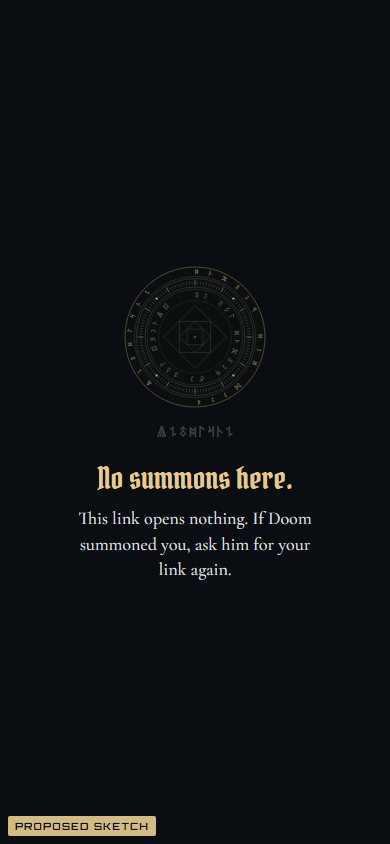 No summons here.
This link opens nothing. If Doom
summoned you, ask him for your
link again.
PROPOSED SKETCH